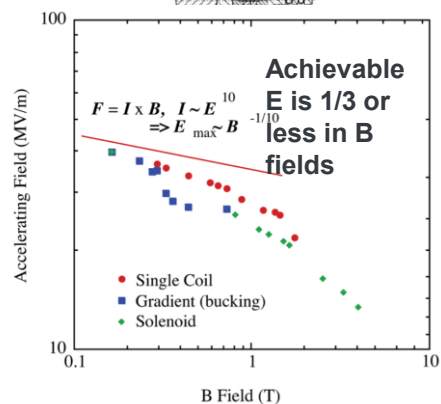 100
Achievable
E is 1/3 or
less in B
fields
F = I x B, I ~ E^10
=> E max ~ B^-1/10
Accelerating Field (MV/m)
Single Coil
Gradient (bucking)
Solenoid
10
0.1
1
10
B Field (T)